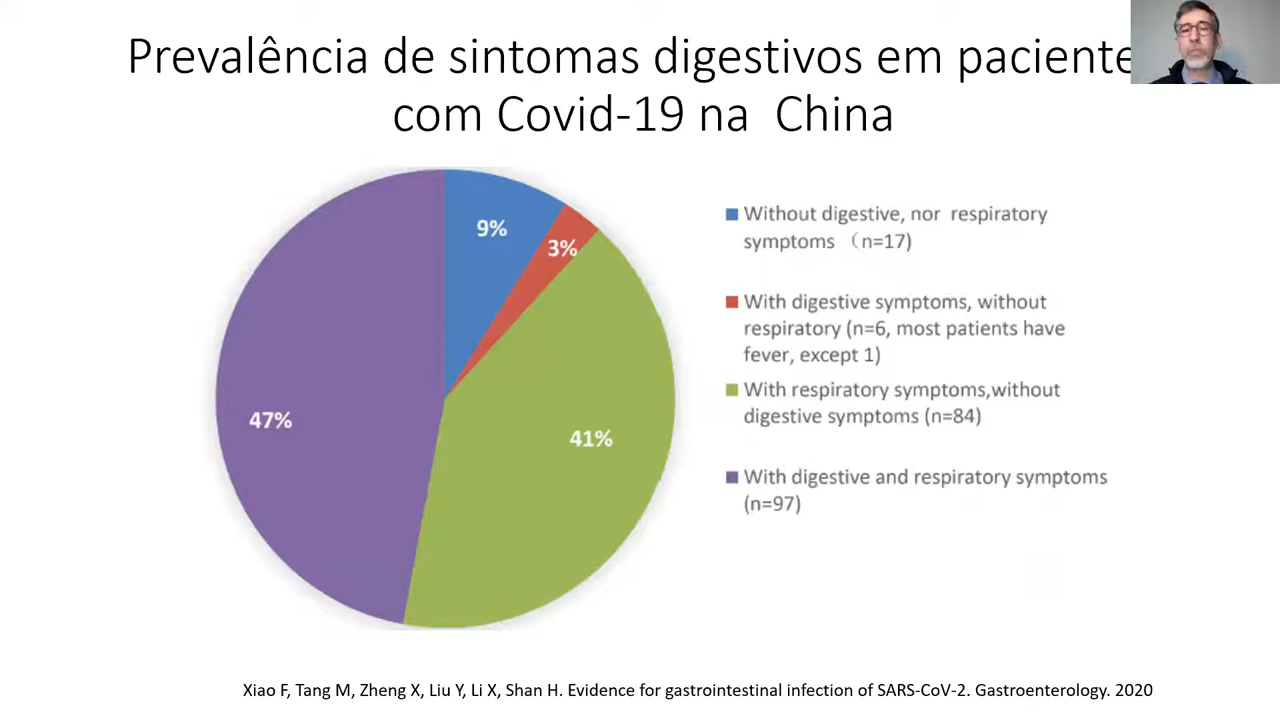 Prevalência de sintomas digestivos em paciente
com Covid-19 na China
9%
3%
47%
41%
Without digestive, nor respiratory
symptoms （n=17)
With digestive symptoms, without
respiratory (n=6, most patients have
fever, except 1)
With respiratory symptoms,without
digestive symptoms (n=84)
With digestive and respiratory symptoms
(n=97)
Xiao F, Tang M, Zheng X, Liu Y, Li X, Shan H. Evidence for gastrointestinal infection of SARS-CoV-2. Gastroenterology. 2020